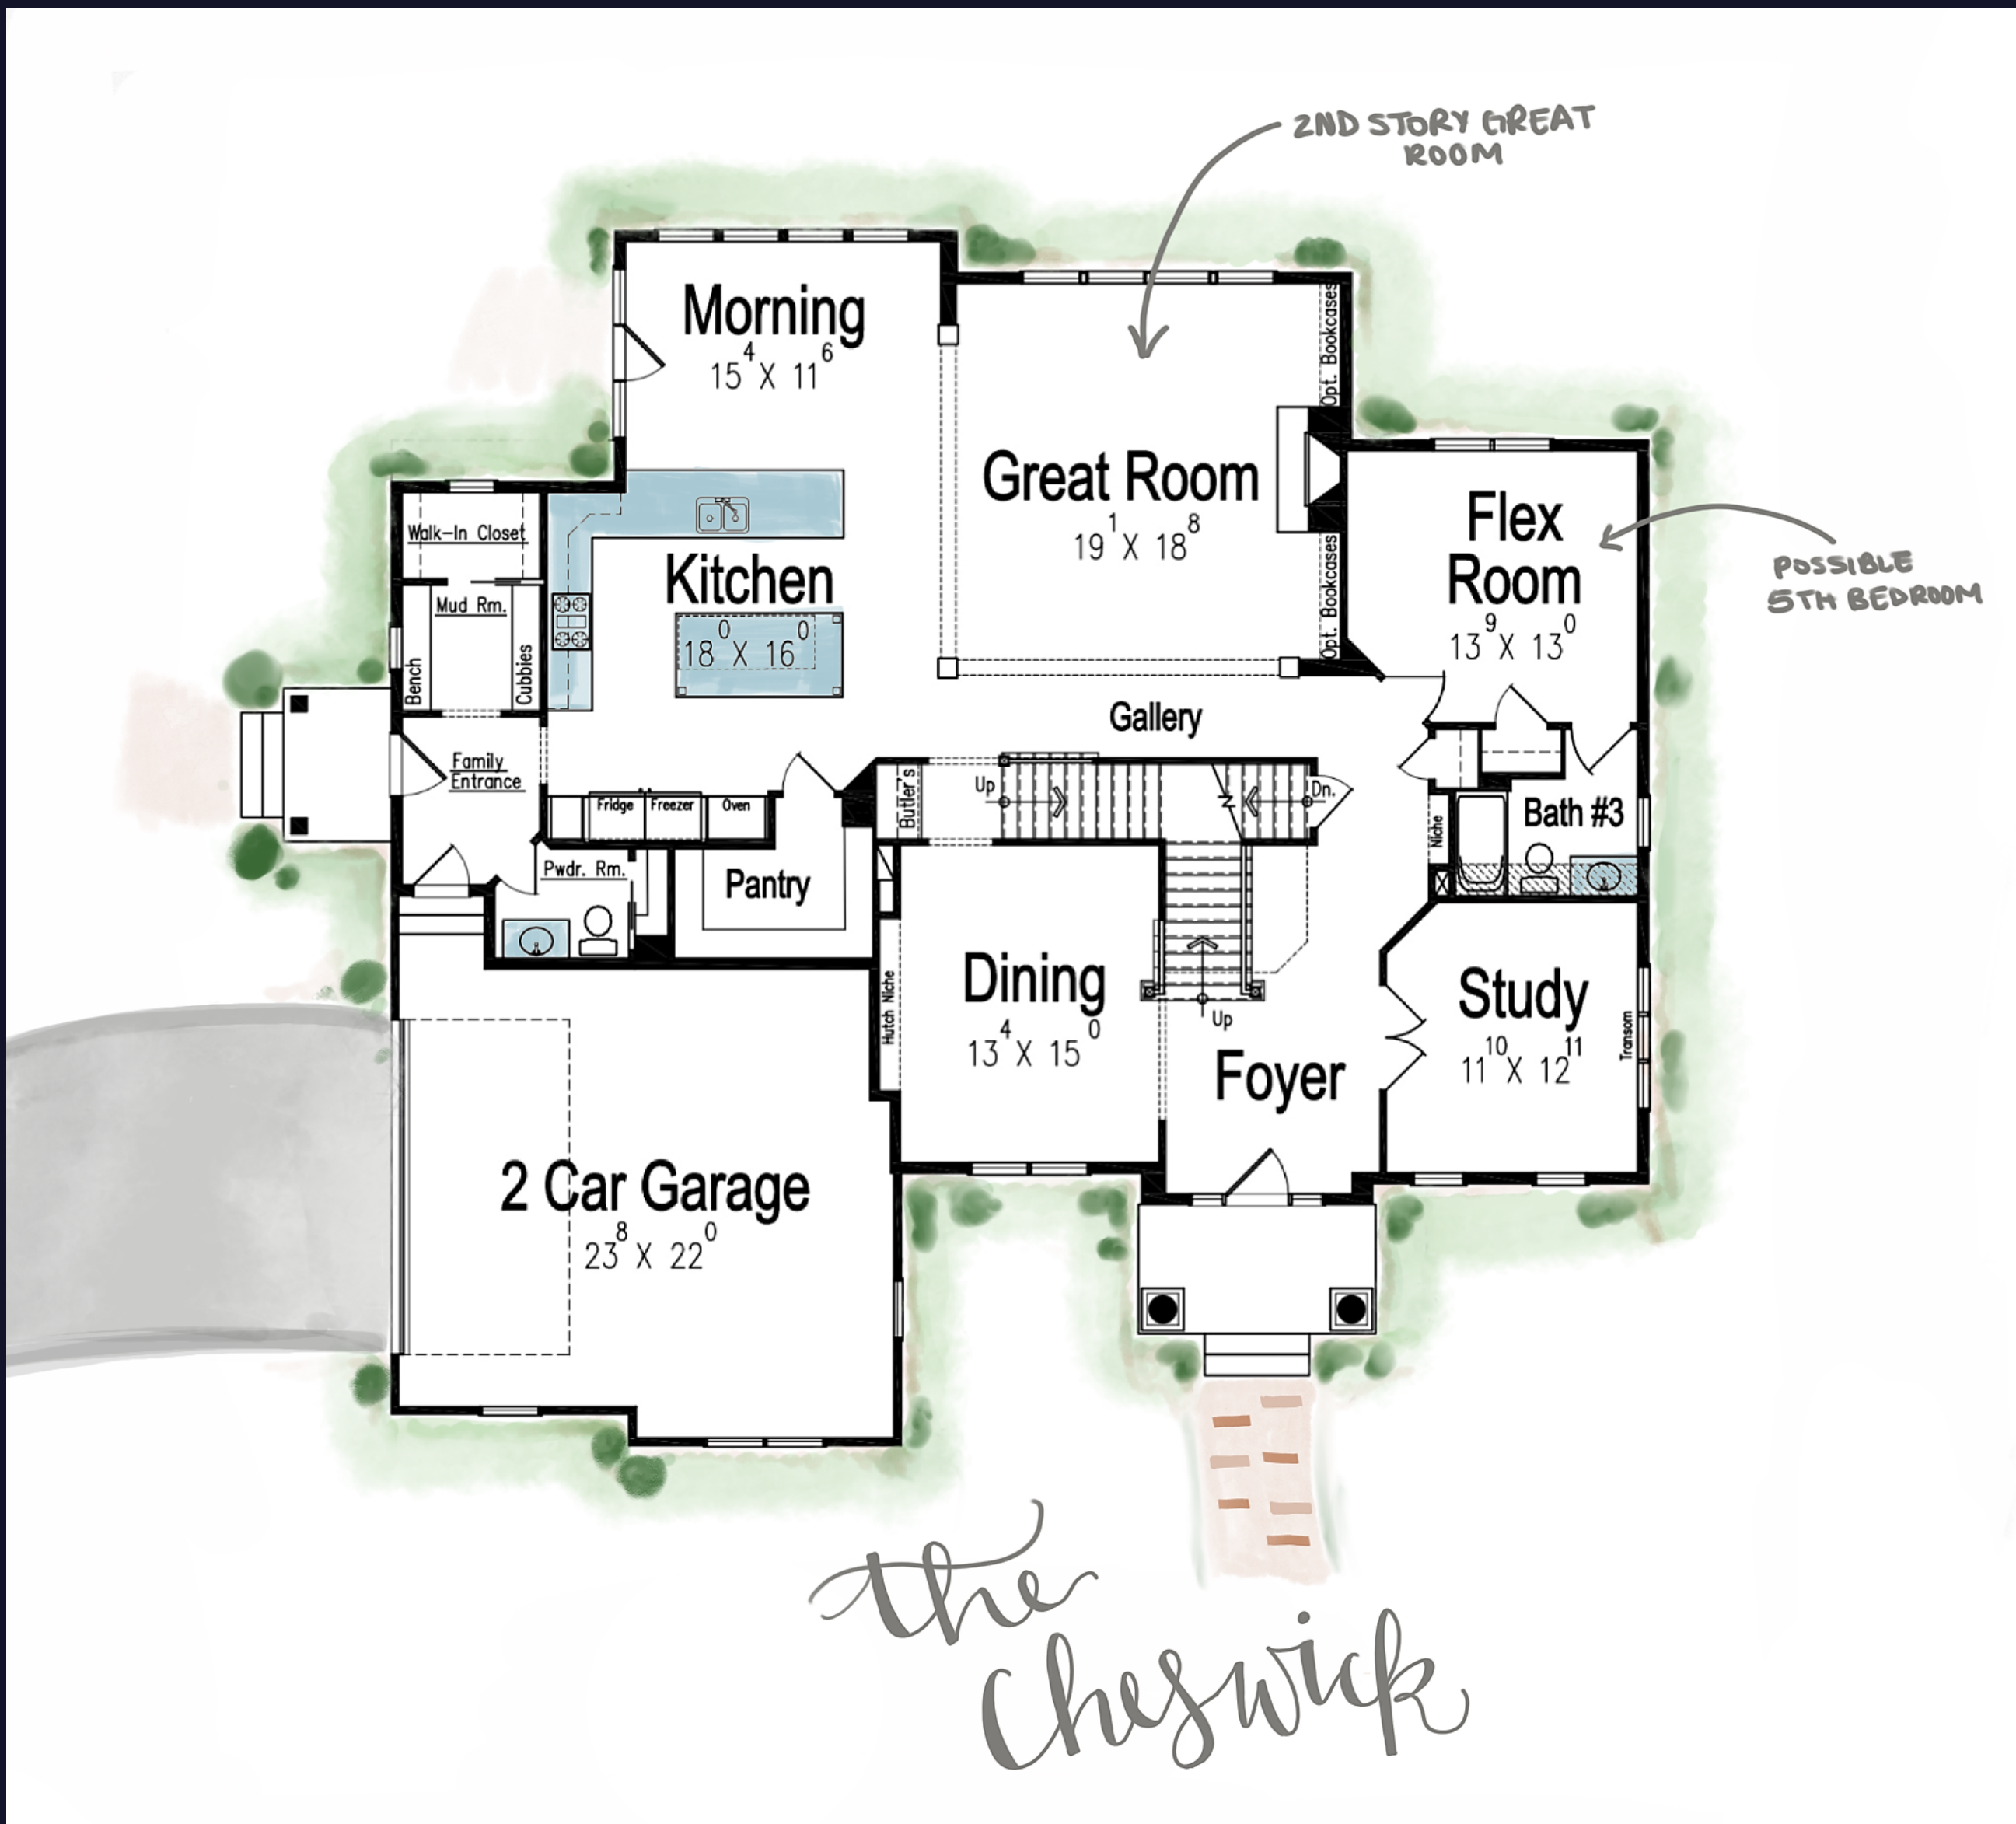 2ND STORY GREAT
ROOM
Morning
15⁴ X 11⁶
Opt. Bookcases
Great Room
19¹ X 18⁸
Opt. Bookcases
Flex
Room
13⁹ X 13⁰
POSSIBLE
5TH BEDROOM
Walk-In Closet
Mud Rm.
Bench
Cubbies
Kitchen
18⁰ X 16⁰
Gallery
Family
Entrance
Fridge
Freezer
Oven
Butler's
Up
Dn.
Niche
Bath #3
Pwdr. Rm.
Pantry
Hutch Niche
Dining
13⁴ X 15⁰
Up
Foyer
Study
11¹⁰ X 12¹¹
Transom
2 Car Garage
23⁸ X 22⁰
the
Cheswick